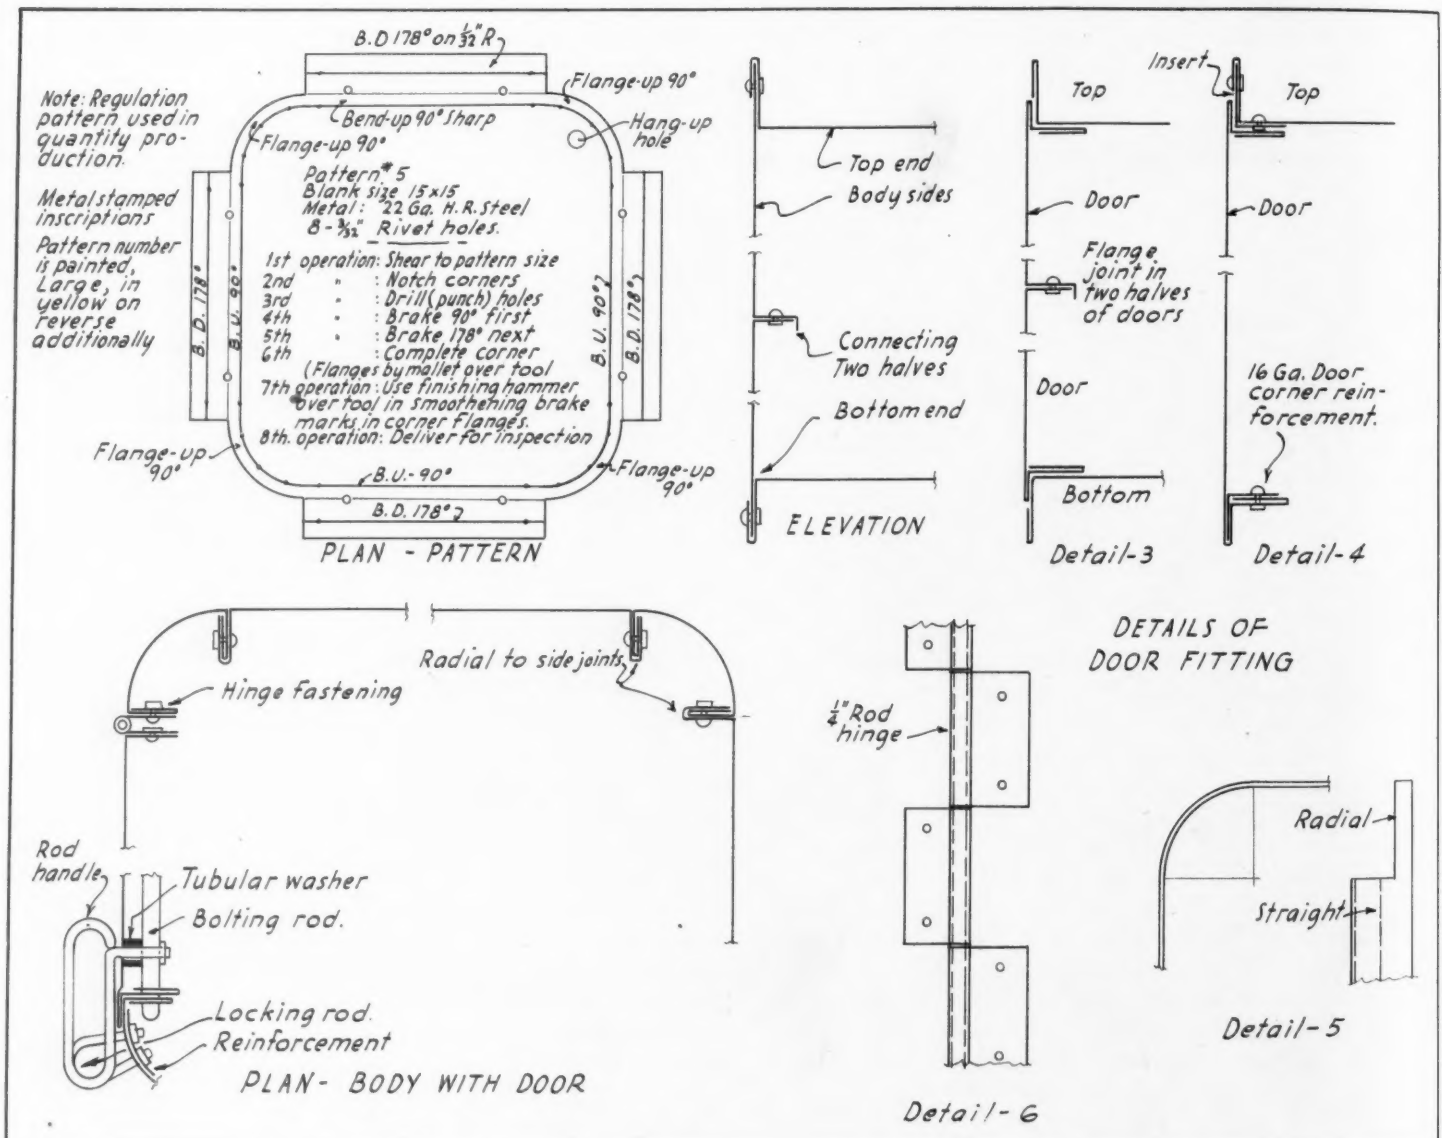 B.D 178° on 1/32" R
Note: Regulation
pattern used in
quantity pro-
duction.
Metal stamped
inscriptions
Pattern number
is painted,
Large, in
yellow on
reverse
additionally
Flange-up 90°
Bend-up 90° Sharp
Hang-up
hole
Flange-up 90°
Pattern #5
Blank size 15x15
Metal: 22 Ga. H.R. Steel
8 - 3/32" Rivet holes.
1st operation: Shear to pattern size
2nd " : Notch corners
3rd " : Drill (punch) holes
4th " : Brake 90° first
5th " : Brake 178° next
6th " : Complete corner
(Flanges by mallet over tool
7th operation: Use finishing hammer
over tool in smoothening brake
marks in corner flanges.
8th. operation: Deliver for inspection
B.D. 178°
B.U. 90°
B.U. 90°
B.D. 178°
Flange-up
90°
B.U.- 90°
Flange-up
90°
B.D. 178°
PLAN - PATTERN
Top end
Body sides
Connecting
Two halves
Bottom end
ELEVATION
Top
Door
Flange
joint in
two halves
of doors
Door
Bottom
Detail-3
Insert
Top
Door
16 Ga. Door
corner rein-
forcement.
Detail-4
DETAILS OF
DOOR FITTING
Hinge fastening
Radial to side joints
Rod
handle
Tubular washer
Bolting rod.
Locking rod.
Reinforcement
PLAN - BODY WITH DOOR
1/4" Rod
hinge
Detail-6
Radial
Straight
Detail-5